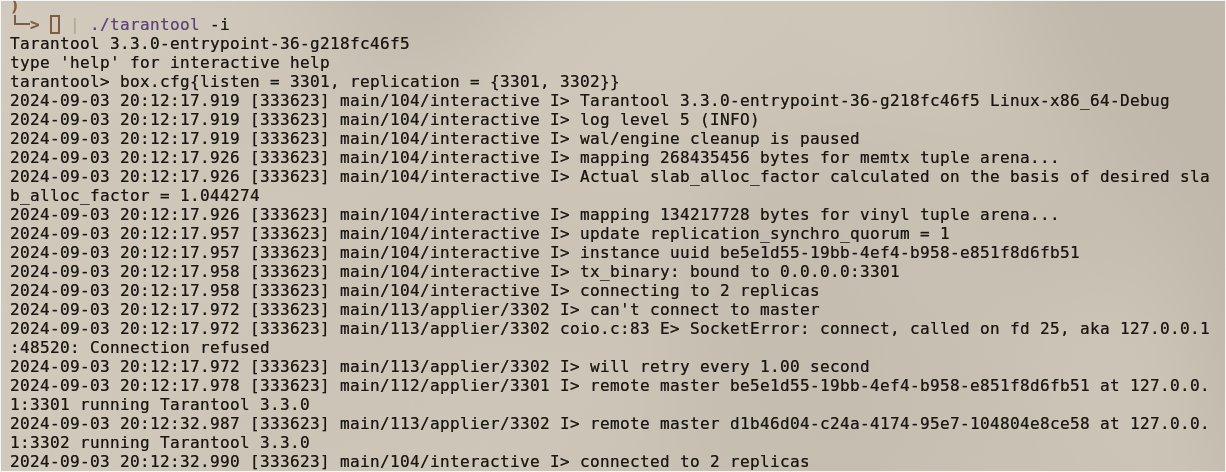 )
└─> | ./tarantool -i
Tarantool 3.3.0-entrypoint-36-g218fc46f5
type 'help' for interactive help
tarantool> box.cfg{listen = 3301, replication = {3301, 3302}}
2024-09-03 20:12:17.919 [333623] main/104/interactive I> Tarantool 3.3.0-entrypoint-36-g218fc46f5 Linux-x86_64-Debug
2024-09-03 20:12:17.919 [333623] main/104/interactive I> log level 5 (INFO)
2024-09-03 20:12:17.919 [333623] main/104/interactive I> wal/engine cleanup is paused
2024-09-03 20:12:17.926 [333623] main/104/interactive I> mapping 268435456 bytes for memtx tuple arena...
2024-09-03 20:12:17.926 [333623] main/104/interactive I> Actual slab_alloc_factor calculated on the basis of desired sla
b_alloc_factor = 1.044274
2024-09-03 20:12:17.926 [333623] main/104/interactive I> mapping 134217728 bytes for vinyl tuple arena...
2024-09-03 20:12:17.957 [333623] main/104/interactive I> update replication_synchro_quorum = 1
2024-09-03 20:12:17.957 [333623] main/104/interactive I> instance uuid be5e1d55-19bb-4ef4-b958-e851f8d6fb51
2024-09-03 20:12:17.958 [333623] main/104/interactive I> tx_binary: bound to 0.0.0.0:3301
2024-09-03 20:12:17.958 [333623] main/104/interactive I> connecting to 2 replicas
2024-09-03 20:12:17.972 [333623] main/113/applier/3302 I> can't connect to master
2024-09-03 20:12:17.972 [333623] main/113/applier/3302 coio.c:83 E> SocketError: connect, called on fd 25, aka 127.0.0.1
:48520: Connection refused
2024-09-03 20:12:17.972 [333623] main/113/applier/3302 I> will retry every 1.00 second
2024-09-03 20:12:17.978 [333623] main/112/applier/3301 I> remote master be5e1d55-19bb-4ef4-b958-e851f8d6fb51 at 127.0.0.
1:3301 running Tarantool 3.3.0
2024-09-03 20:12:32.987 [333623] main/113/applier/3302 I> remote master d1b46d04-c24a-4174-95e7-104804e8ce58 at 127.0.0.
1:3302 running Tarantool 3.3.0
2024-09-03 20:12:32.990 [333623] main/104/interactive I> connected to 2 replicas